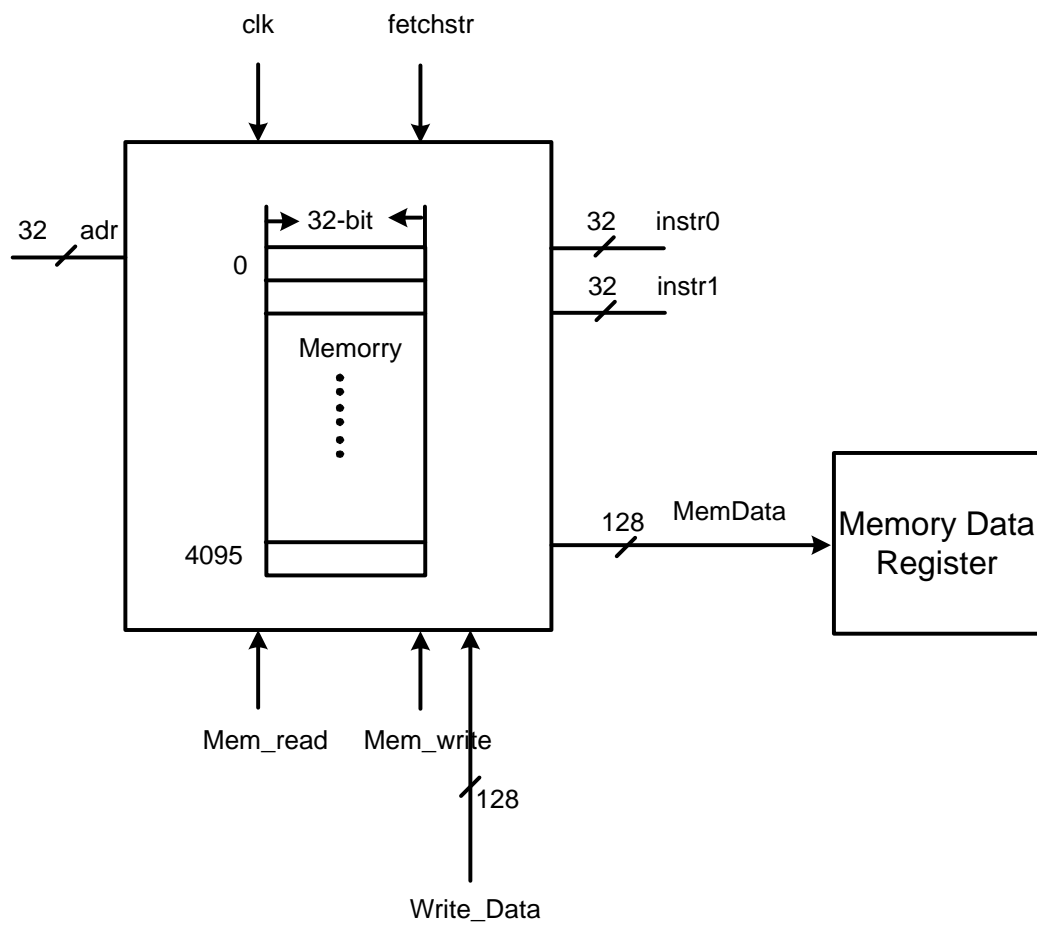 clk
fetchstr
32
adr
32-bit
0
32
instr0
32
instr1
Memorry
4095
128
MemData
Memory Data
Register
Mem_read
Mem_write
128
Write_Data